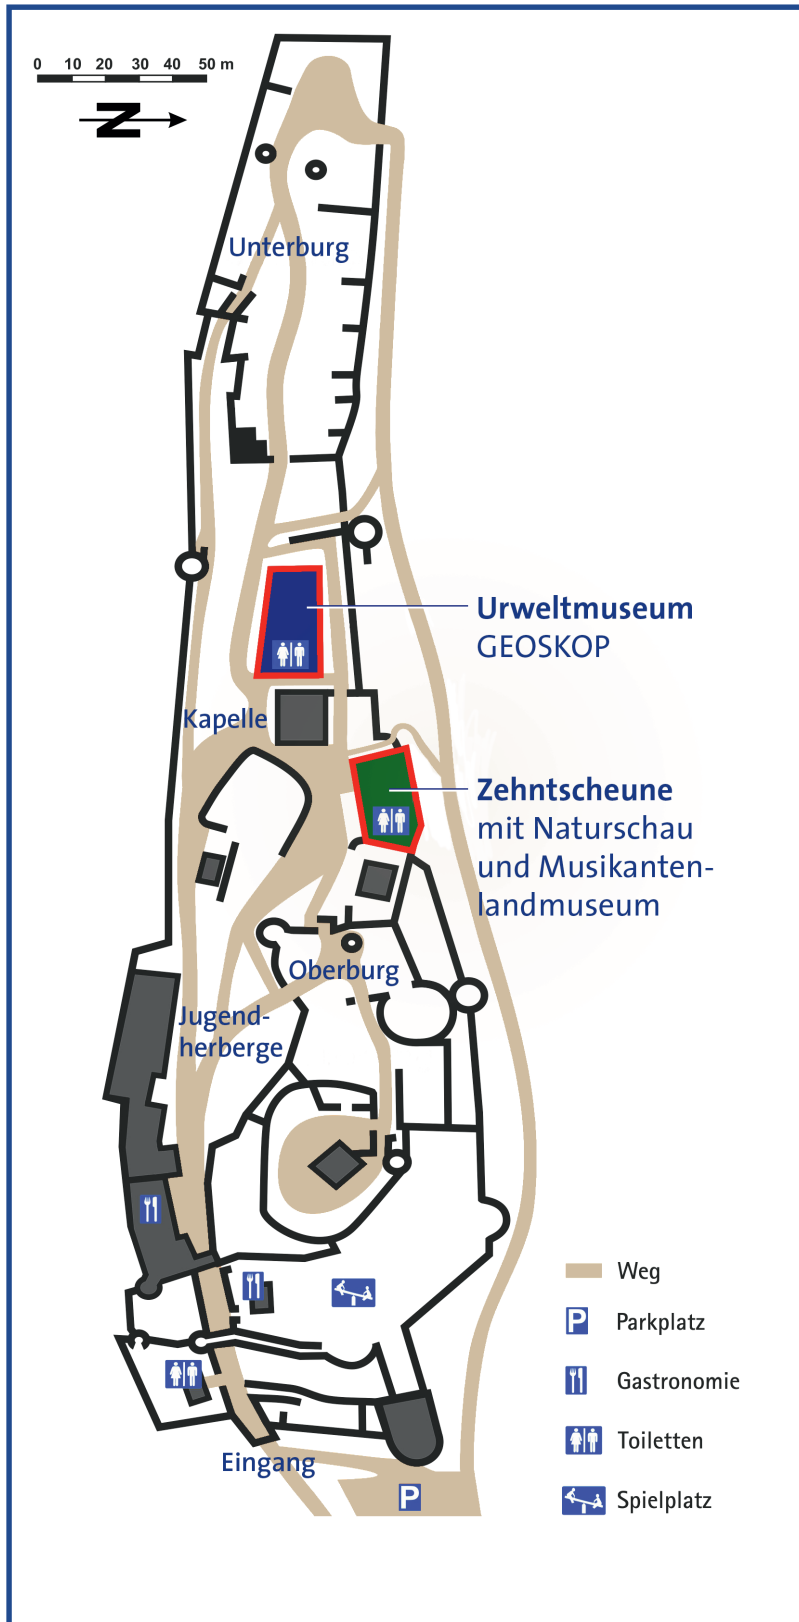 0 10 20 30 40 50 m
N
Unterburg
Urweltmuseum
GEOSKOP
Kapelle
Zehntscheune
mit Naturschau
und Musikanten-
landmuseum
Oberburg
Jugend-
herberge
Weg
P Parkplatz
Gastronomie
Toiletten
Eingang
P
Spielplatz